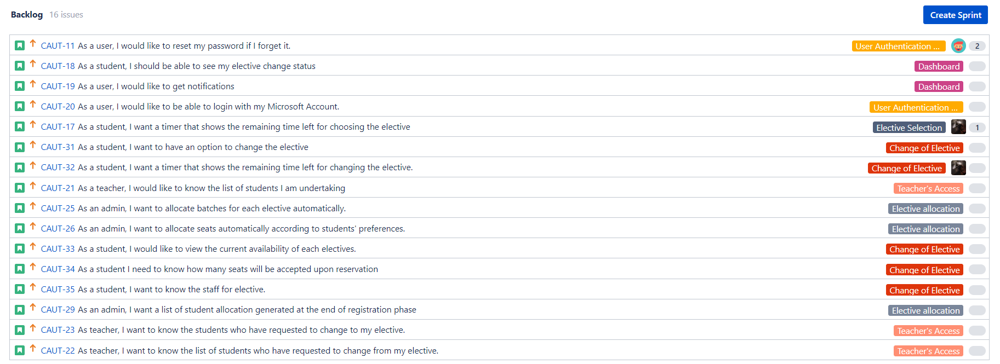 Backlog 16 issues Create Sprint
CAUT-11 As a user, I would like to reset my password if I forget it. User Authentication ... 2
CAUT-18 As a student, I should be able to see my elective change status Dashboard
CAUT-19 As a user, I would like to get notifications Dashboard
CAUT-20 As a user, I would like to be able to login with my Microsoft Account. User Authentication ...
CAUT-17 As a student, I want a timer that shows the remaining time left for choosing the elective Elective Selection 1
CAUT-31 As a student, I want to have an option to change the elective Change of Elective
CAUT-32 As a student, I want a timer that shows the remaining time left for changing the elective. Change of Elective
CAUT-21 As a teacher, I would like to know the list of students I am undertaking Teacher's Access
CAUT-25 As an admin, I want to allocate batches for each elective automatically. Elective allocation
CAUT-26 As an admin, I want to allocate seats automatically according to students' preferences. Elective allocation
CAUT-33 As a student, I would like to view the current availability of each electives. Change of Elective
CAUT-34 As a student I need to know how many seats will be accepted upon reservation Change of Elective
CAUT-35 As a student, I want to know the staff for elective. Change of Elective
CAUT-29 As an admin, I want a list of student allocation generated at the end of registration phase Elective allocation
CAUT-23 As teacher, I want to know the students who have requested to change to my elective. Teacher's Access
CAUT-22 As teacher, I want to know the list of students who have requested to change from my elective. Teacher's Access